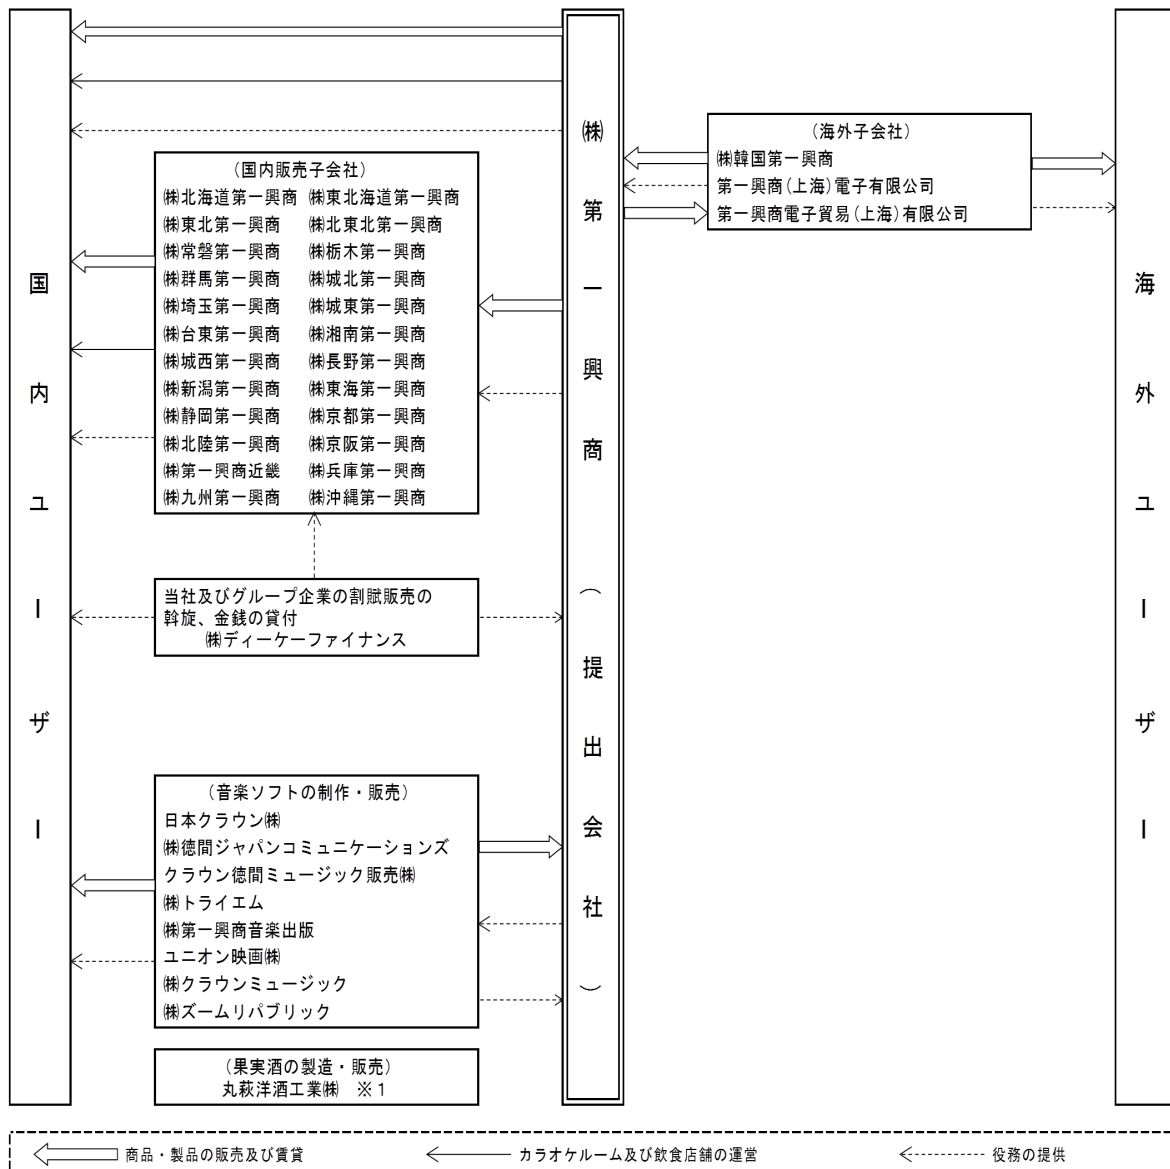 国内ユーザー
(国内販売子会社)
㈱北海道第一興商 ㈱東北海道第一興商
㈱東北第一興商 ㈱北東北第一興商
㈱常磐第一興商 ㈱栃木第一興商
㈱群馬第一興商 ㈱城北第一興商
㈱埼玉第一興商 ㈱城東第一興商
㈱台東第一興商 ㈱湘南第一興商
㈱城西第一興商 ㈱長野第一興商
㈱新潟第一興商 ㈱東海第一興商
㈱静岡第一興商 ㈱京都第一興商
㈱北陸第一興商 ㈱京阪第一興商
㈱第一興商近畿 ㈱兵庫第一興商
㈱九州第一興商 ㈱沖縄第一興商
当社及びグループ企業の割賦販売の
斡旋、金銭の貸付
㈱ディーケーファイナンス
(音楽ソフトの制作・販売)
日本クラウン㈱
㈱徳間ジャパンコミュニケーションズ
クラウン徳間ミュージック販売㈱
㈱トライエム
㈱第一興商音楽出版
ユニオン映画㈱
㈱クラウンミュージック
㈱ズームリパブリック
(果実酒の製造・販売)
丸萩洋酒工業㈱ ※1
㈱第一興商(提出会社)
(海外子会社)
㈱韓国第一興商
第一興商(上海)電子有限公司
第一興商電子貿易(上海)有限公司
海外ユーザー
商品・製品の販売及び賃貸 カラオケルーム及び飲食店舗の運営 役務の提供